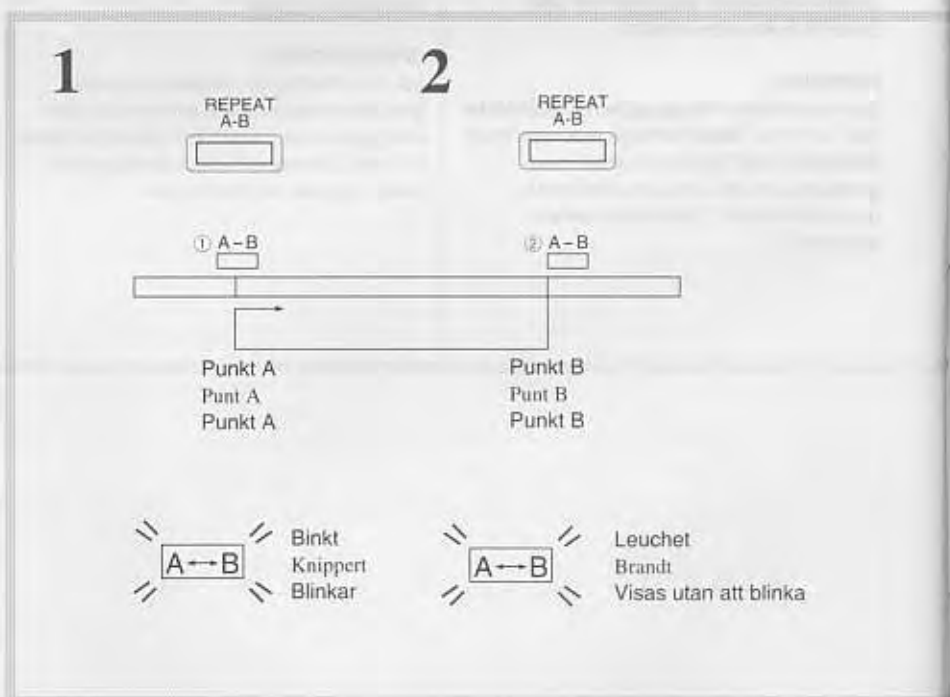 1
REPEAT
A-B
① A–B
Punkt A
Punt A
Punkt A
A↔B
Binkt
Knippert
Blinkar
2
REPEAT
A-B
② A–B
Punkt B
Punt B
Punkt B
A↔B
Leuchet
Brandt
Visas utan att blinka